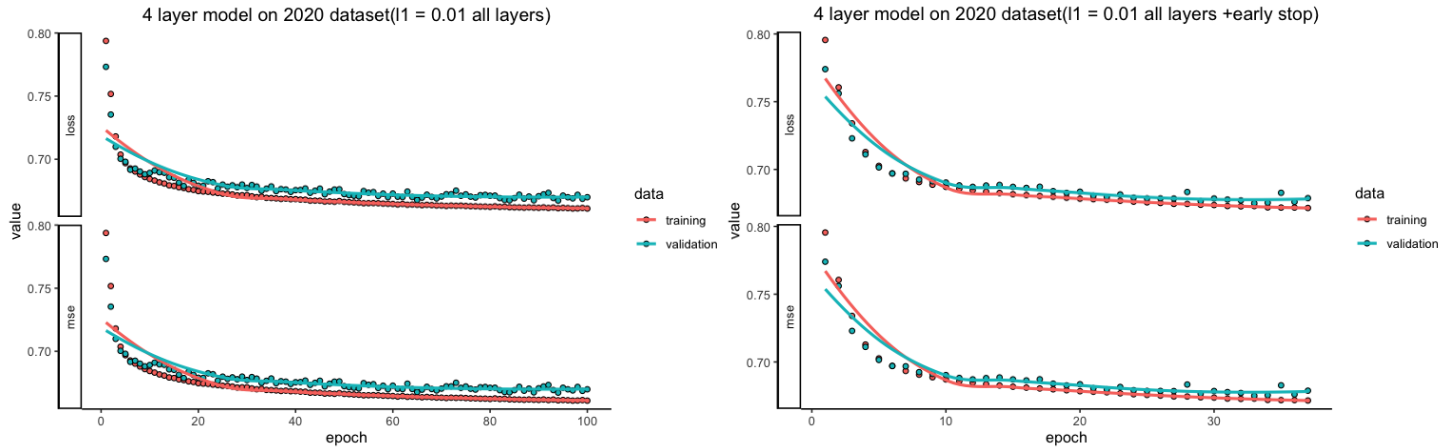 4 layer model on 2020 dataset(l1 = 0.01 all layers)
0.80
0.75
0.70
loss
0.80
0.75
0.70
mse
value
0
20
40
60
80
100
epoch
data
training
validation
4 layer model on 2020 dataset(l1 = 0.01 all layers +early stop)
0.80
0.75
0.70
loss
0.80
0.75
0.70
mse
value
0
10
20
30
epoch
data
training
validation